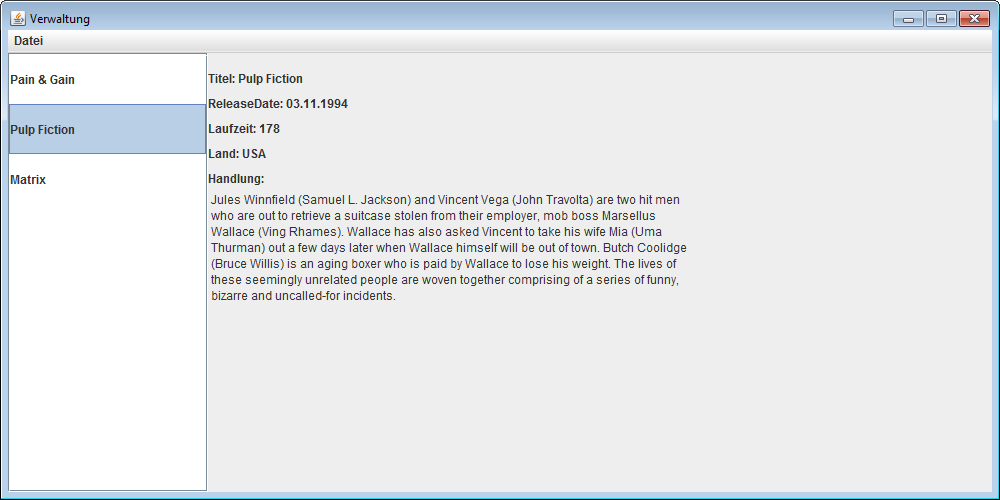 Verwaltung
Datei
Pain & Gain
Pulp Fiction
Matrix
Titel: Pulp Fiction
ReleaseDate: 03.11.1994
Laufzeit: 178
Land: USA
Handlung:
Jules Winnfield (Samuel L. Jackson) and Vincent Vega (John Travolta) are two hit men
who are out to retrieve a suitcase stolen from their employer, mob boss Marsellus
Wallace (Ving Rhames). Wallace has also asked Vincent to take his wife Mia (Uma
Thurman) out a few days later when Wallace himself will be out of town. Butch Coolidge
(Bruce Willis) is an aging boxer who is paid by Wallace to lose his weight. The lives of
these seemingly unrelated people are woven together comprising of a series of funny,
bizarre and uncalled-for incidents.